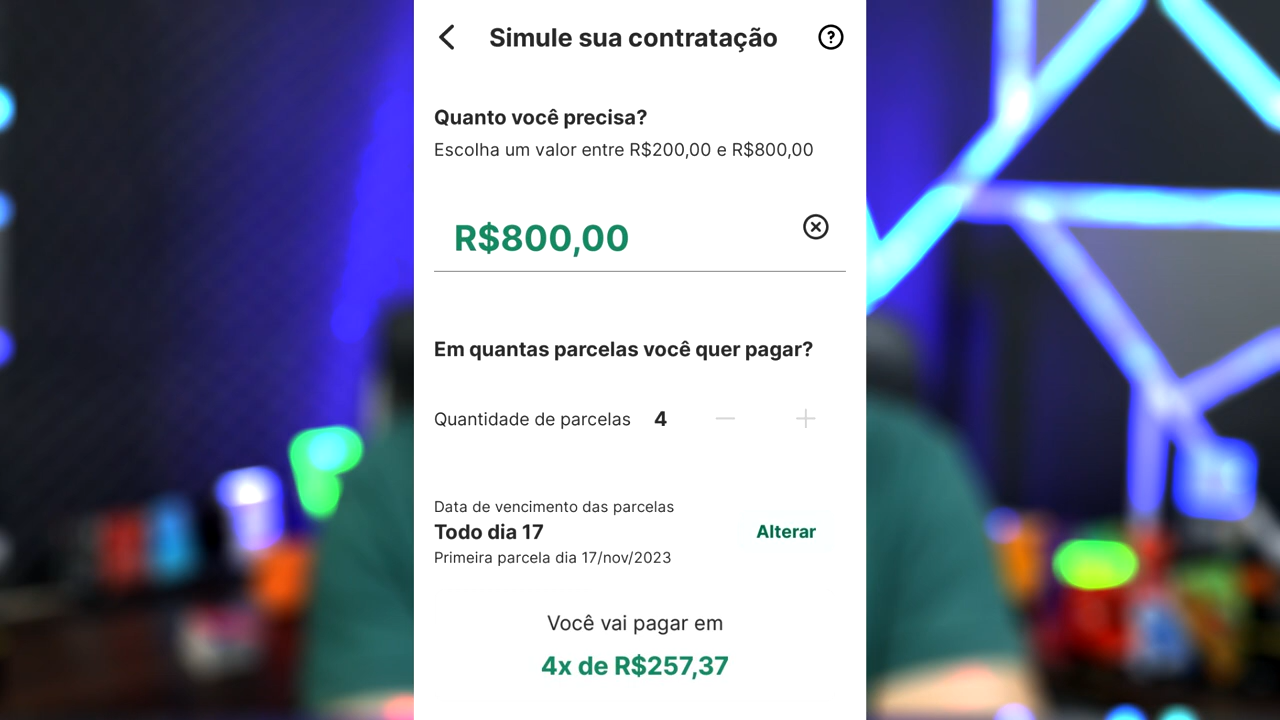 Simule sua contratação
Quanto você precisa?
Escolha um valor entre R$200,00 e R$800,00
R$800,00
Em quantas parcelas você quer pagar?
Quantidade de parcelas 4
Data de vencimento das parcelas
Todo dia 17
Alterar
Primeira parcela dia 17/nov/2023
Você vai pagar em
4x de R$257,37